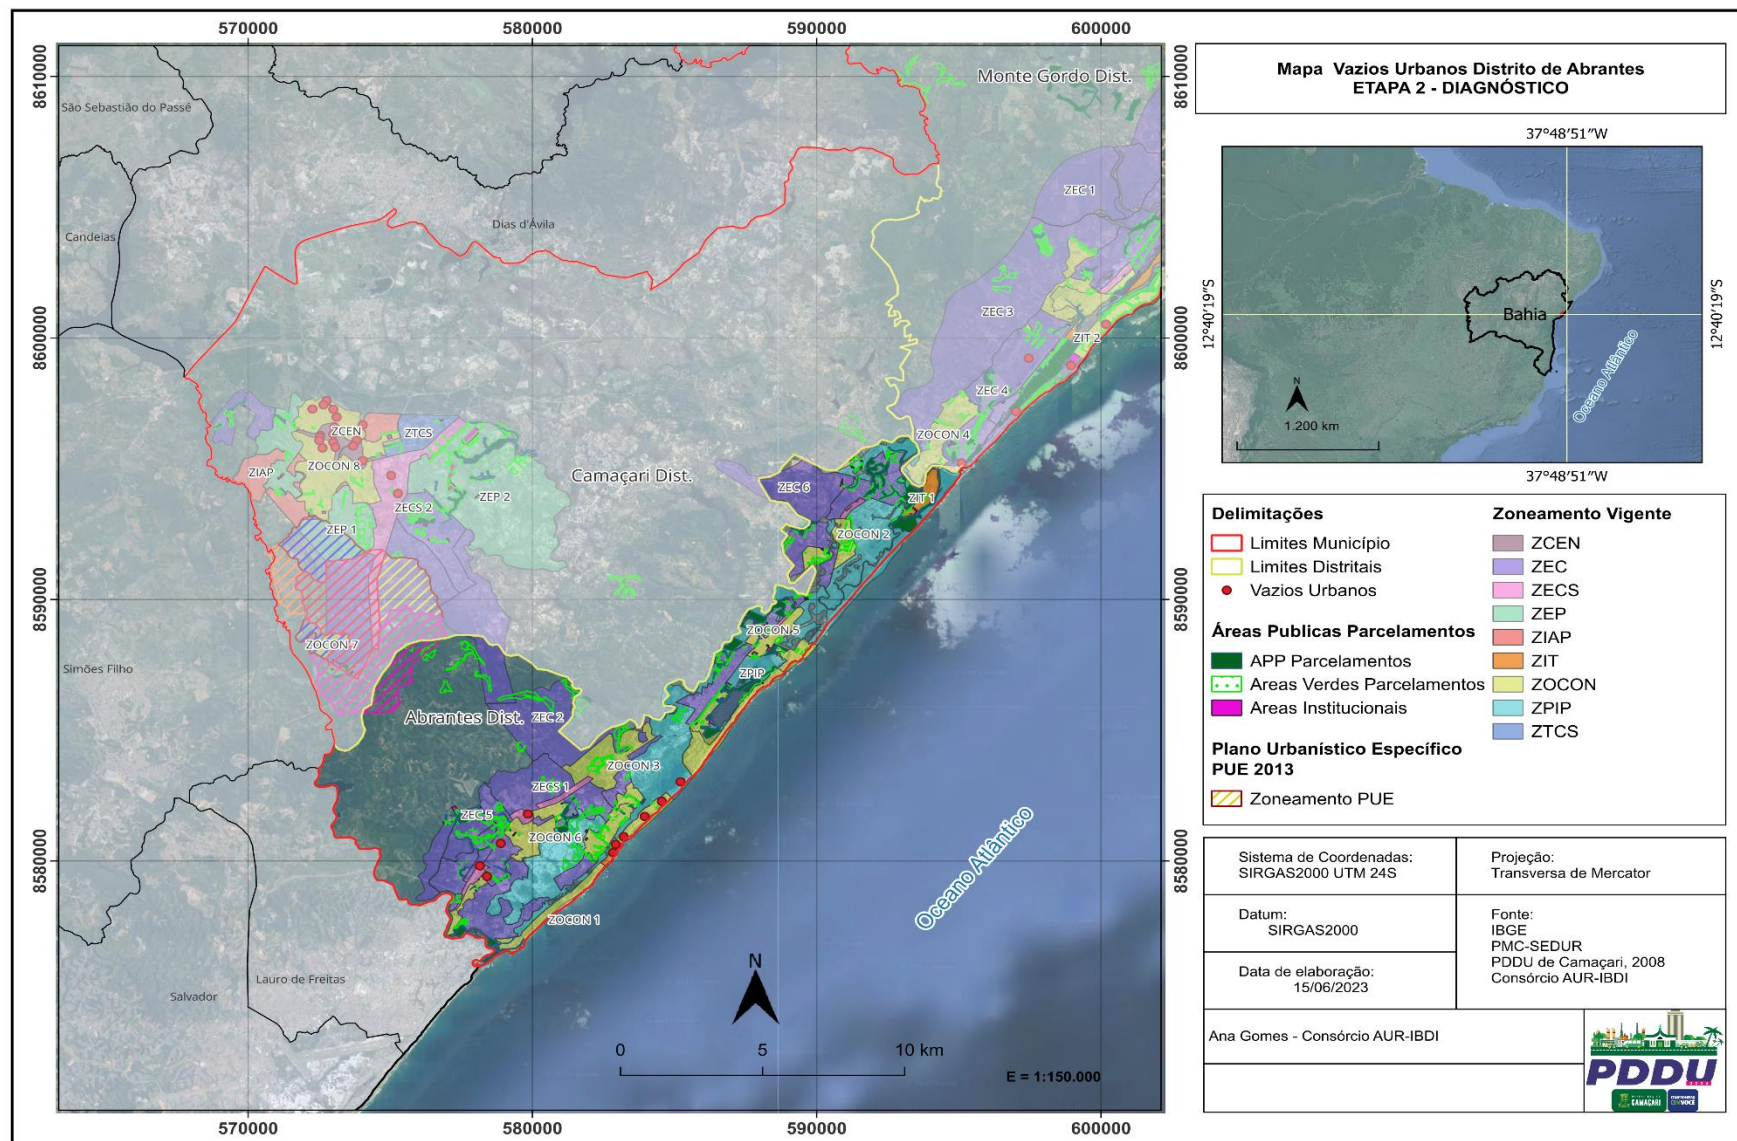 570000
580000
590000
600000
8610000
8610000
São Sebastião do Passé
Monte Gordo Dist.
Candeias
Dias d'Ávila
ZEC 1
ZEC 3
8600000
8600000
ZIT 2
ZEC 4
ZCEN
ZTCS
ZOCON 4
ZIAP
ZOCON 8
Camaçari Dist.
ZEC 6
ZEP 2
ZIT 1
ZECS 2
ZEP 1
ZOCON 2
8590000
8590000
ZOCON 5
ZOCON 7
Simões Filho
ZPIP
Abrantes Dist.
ZEC 2
ZOCON 3
ZECS 1
ZEC 5
ZOCON 6
8580000
8580000
Oceano Atlântico
ZOCON 1
Lauro de Freitas
Salvador
N
0
5
10 km
E = 1:150.000
570000
580000
590000
600000
Mapa Vazios Urbanos Distrito de Abrantes
ETAPA 2 - DIAGNÓSTICO
37°48′51″W
12°40′19″S
12°40′19″S
Bahia
Oceano Atlântico
N
1.200 km
37°48′51″W
Delimitações
Limites Município
Limites Distritais
Vazios Urbanos
Áreas Publicas Parcelamentos
APP Parcelamentos
Areas Verdes Parcelamentos
Areas Institucionais
Plano Urbanístico Específico
PUE 2013
Zoneamento PUE
Zoneamento Vigente
ZCEN
ZEC
ZECS
ZEP
ZIAP
ZIT
ZOCON
ZPIP
ZTCS
Sistema de Coordenadas:
SIRGAS2000 UTM 24S
Projeção:
Transversa de Mercator
Datum:
SIRGAS2000
Fonte:
IBGE
PMC-SEDUR
PDDU de Camaçari, 2008
Consórcio AUR-IBDI
Data de elaboração:
15/06/2023
Ana Gomes - Consórcio AUR-IBDI
PDDU
CAMAÇARI